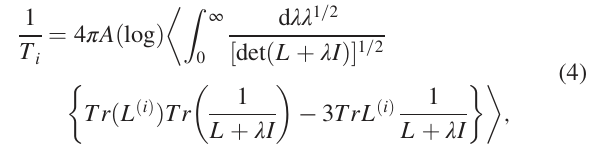 1/T_i = 4πA(log)⟨∫_0^∞ dλλ^{1/2}/[det(L + λI)]^{1/2}
{Tr(L^{(i)})Tr(1/(L + λI)) − 3TrL^{(i)} 1/(L + λI)}⟩,
(4)